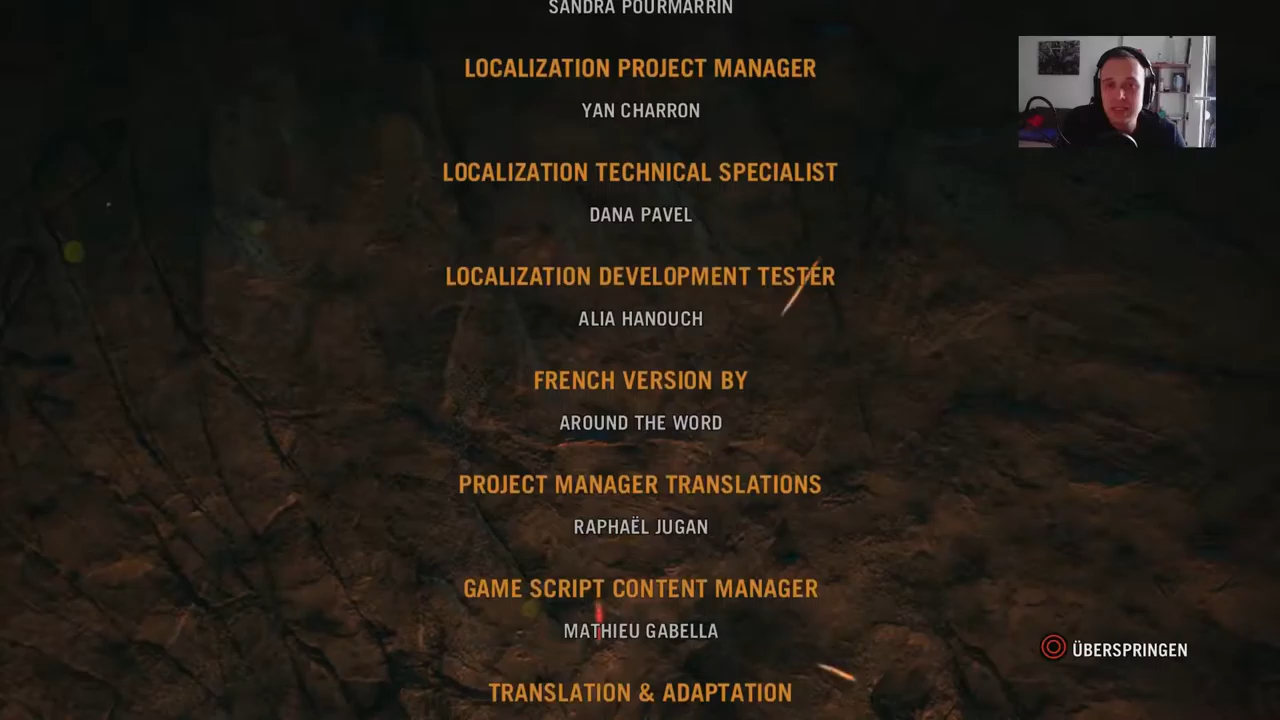 SANDRA POURMARRIN
LOCALIZATION PROJECT MANAGER
YAN CHARRON
LOCALIZATION TECHNICAL SPECIALIST
DANA PAVEL
LOCALIZATION DEVELOPMENT TESTER
ALIA HANOUCH
FRENCH VERSION BY
AROUND THE WORD
PROJECT MANAGER TRANSLATIONS
RAPHAËL JUGAN
GAME SCRIPT CONTENT MANAGER
MATHIEU GABELLA
ÜBERSPRINGEN
TRANSLATION & ADAPTATION